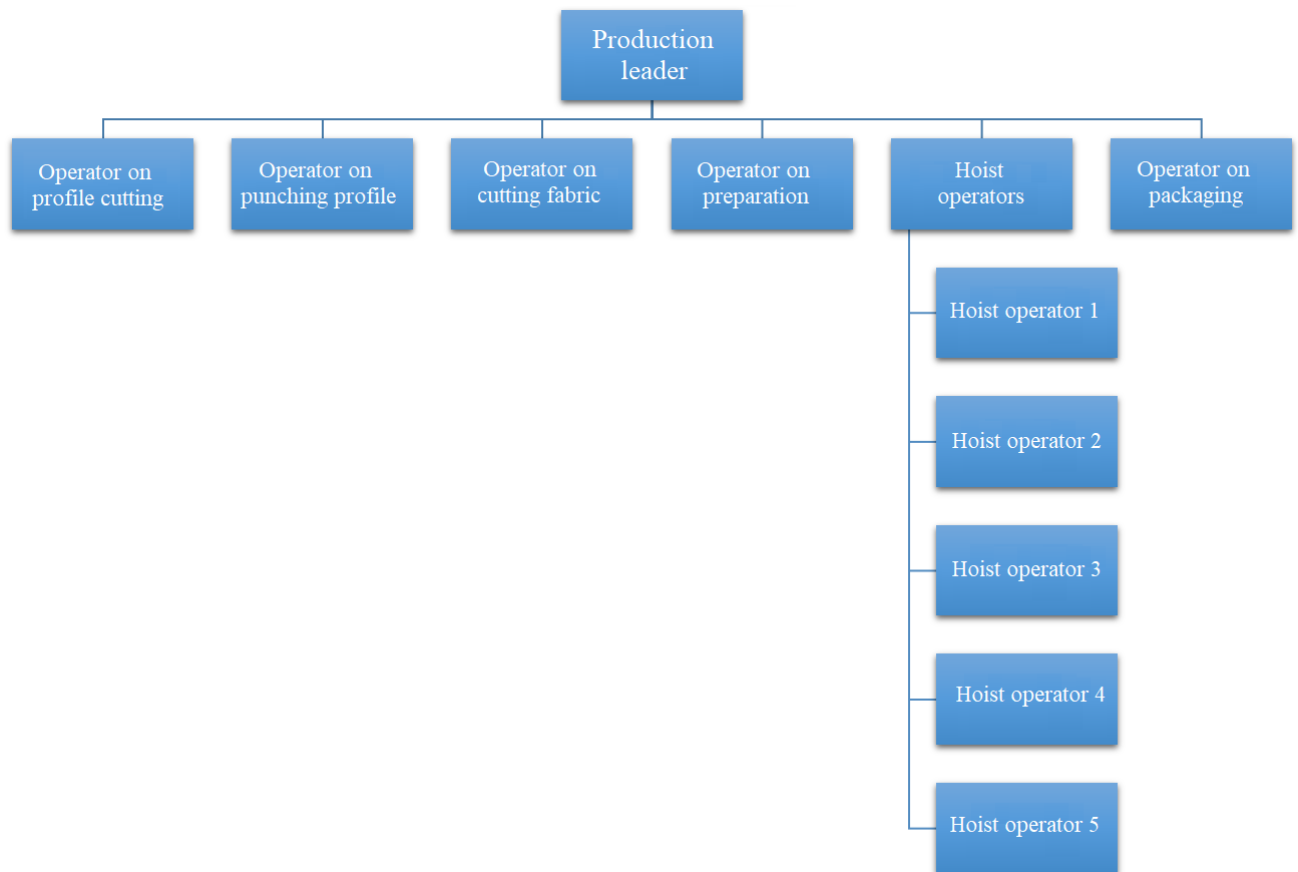 Production
leader
Operator on
profile cutting
Operator on
punching profile
Operator on
cutting fabric
Operator on
preparation
Hoist
operators
Operator on
packaging
Hoist operator 1
Hoist operator 2
Hoist operator 3
Hoist operator 4
Hoist operator 5